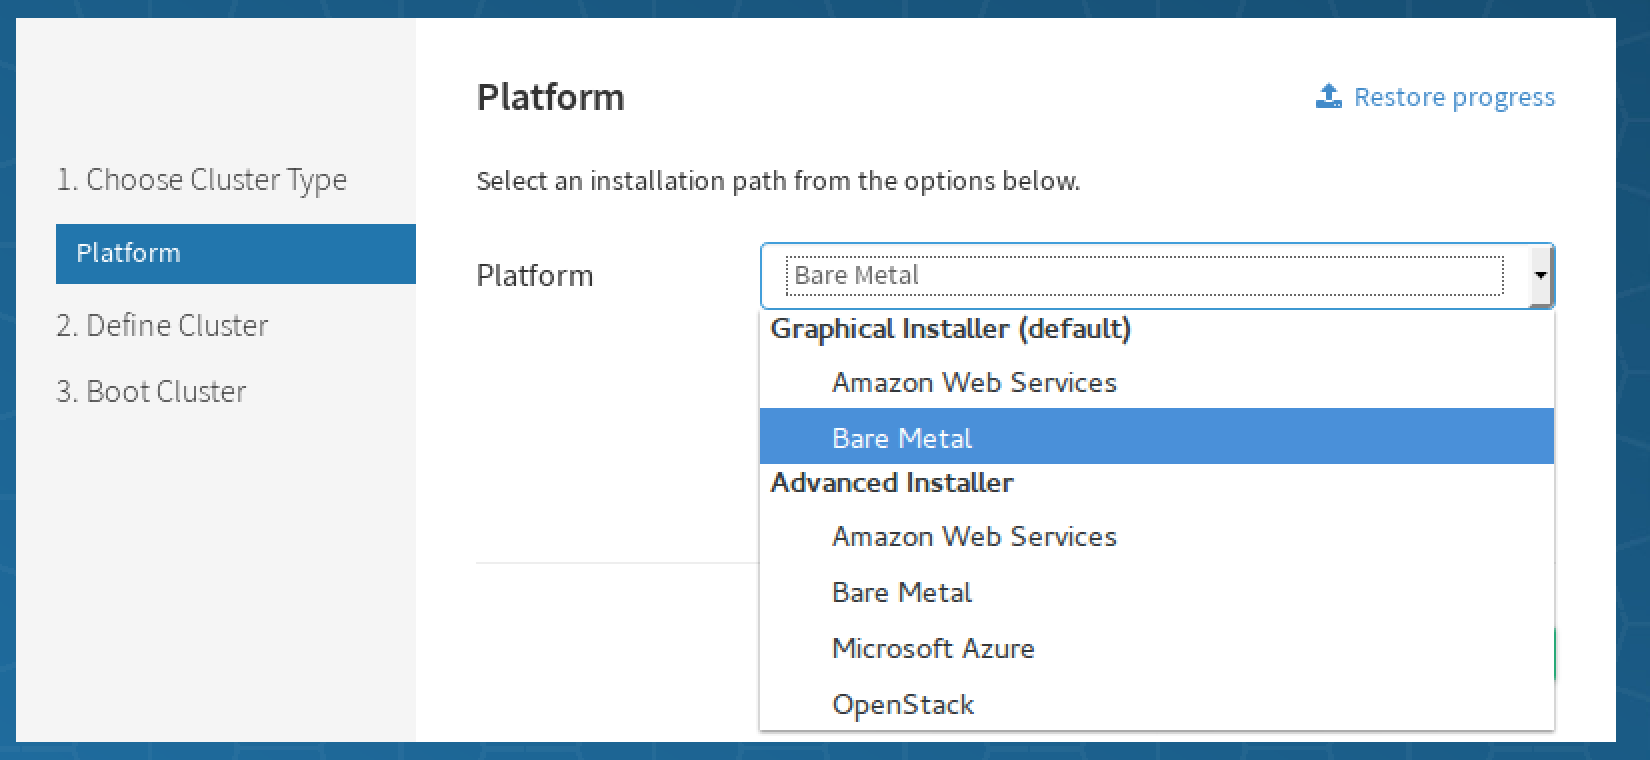 1. Choose Cluster Type
Platform
2. Define Cluster
3. Boot Cluster
Platform
Restore progress
Select an installation path from the options below.
Platform
Bare Metal
Graphical Installer (default)
Amazon Web Services
Bare Metal
Advanced Installer
Amazon Web Services
Bare Metal
Microsoft Azure
OpenStack